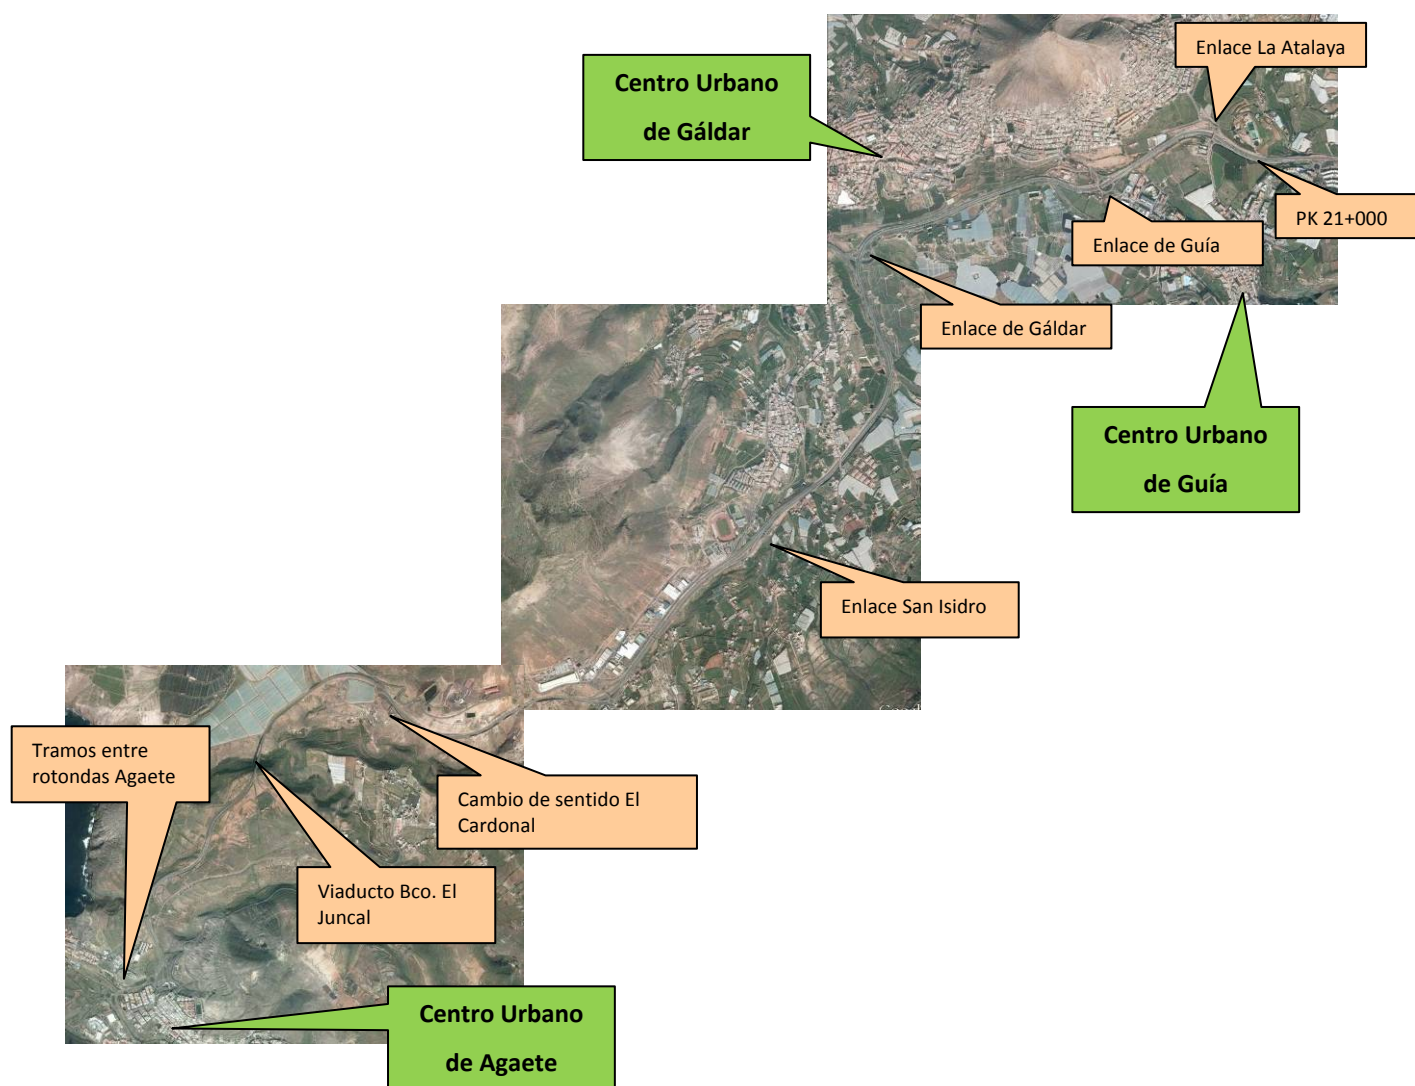 Enlace La Atalaya
Centro Urbano
de Gáldar
PK 21+000
Enlace de Guía
Enlace de Gáldar
Centro Urbano
de Guía
Enlace San Isidro
Tramos entre
rotondas Agaete
Cambio de sentido El
Cardonal
Viaducto Bco. El
Juncal
Centro Urbano
de Agaete